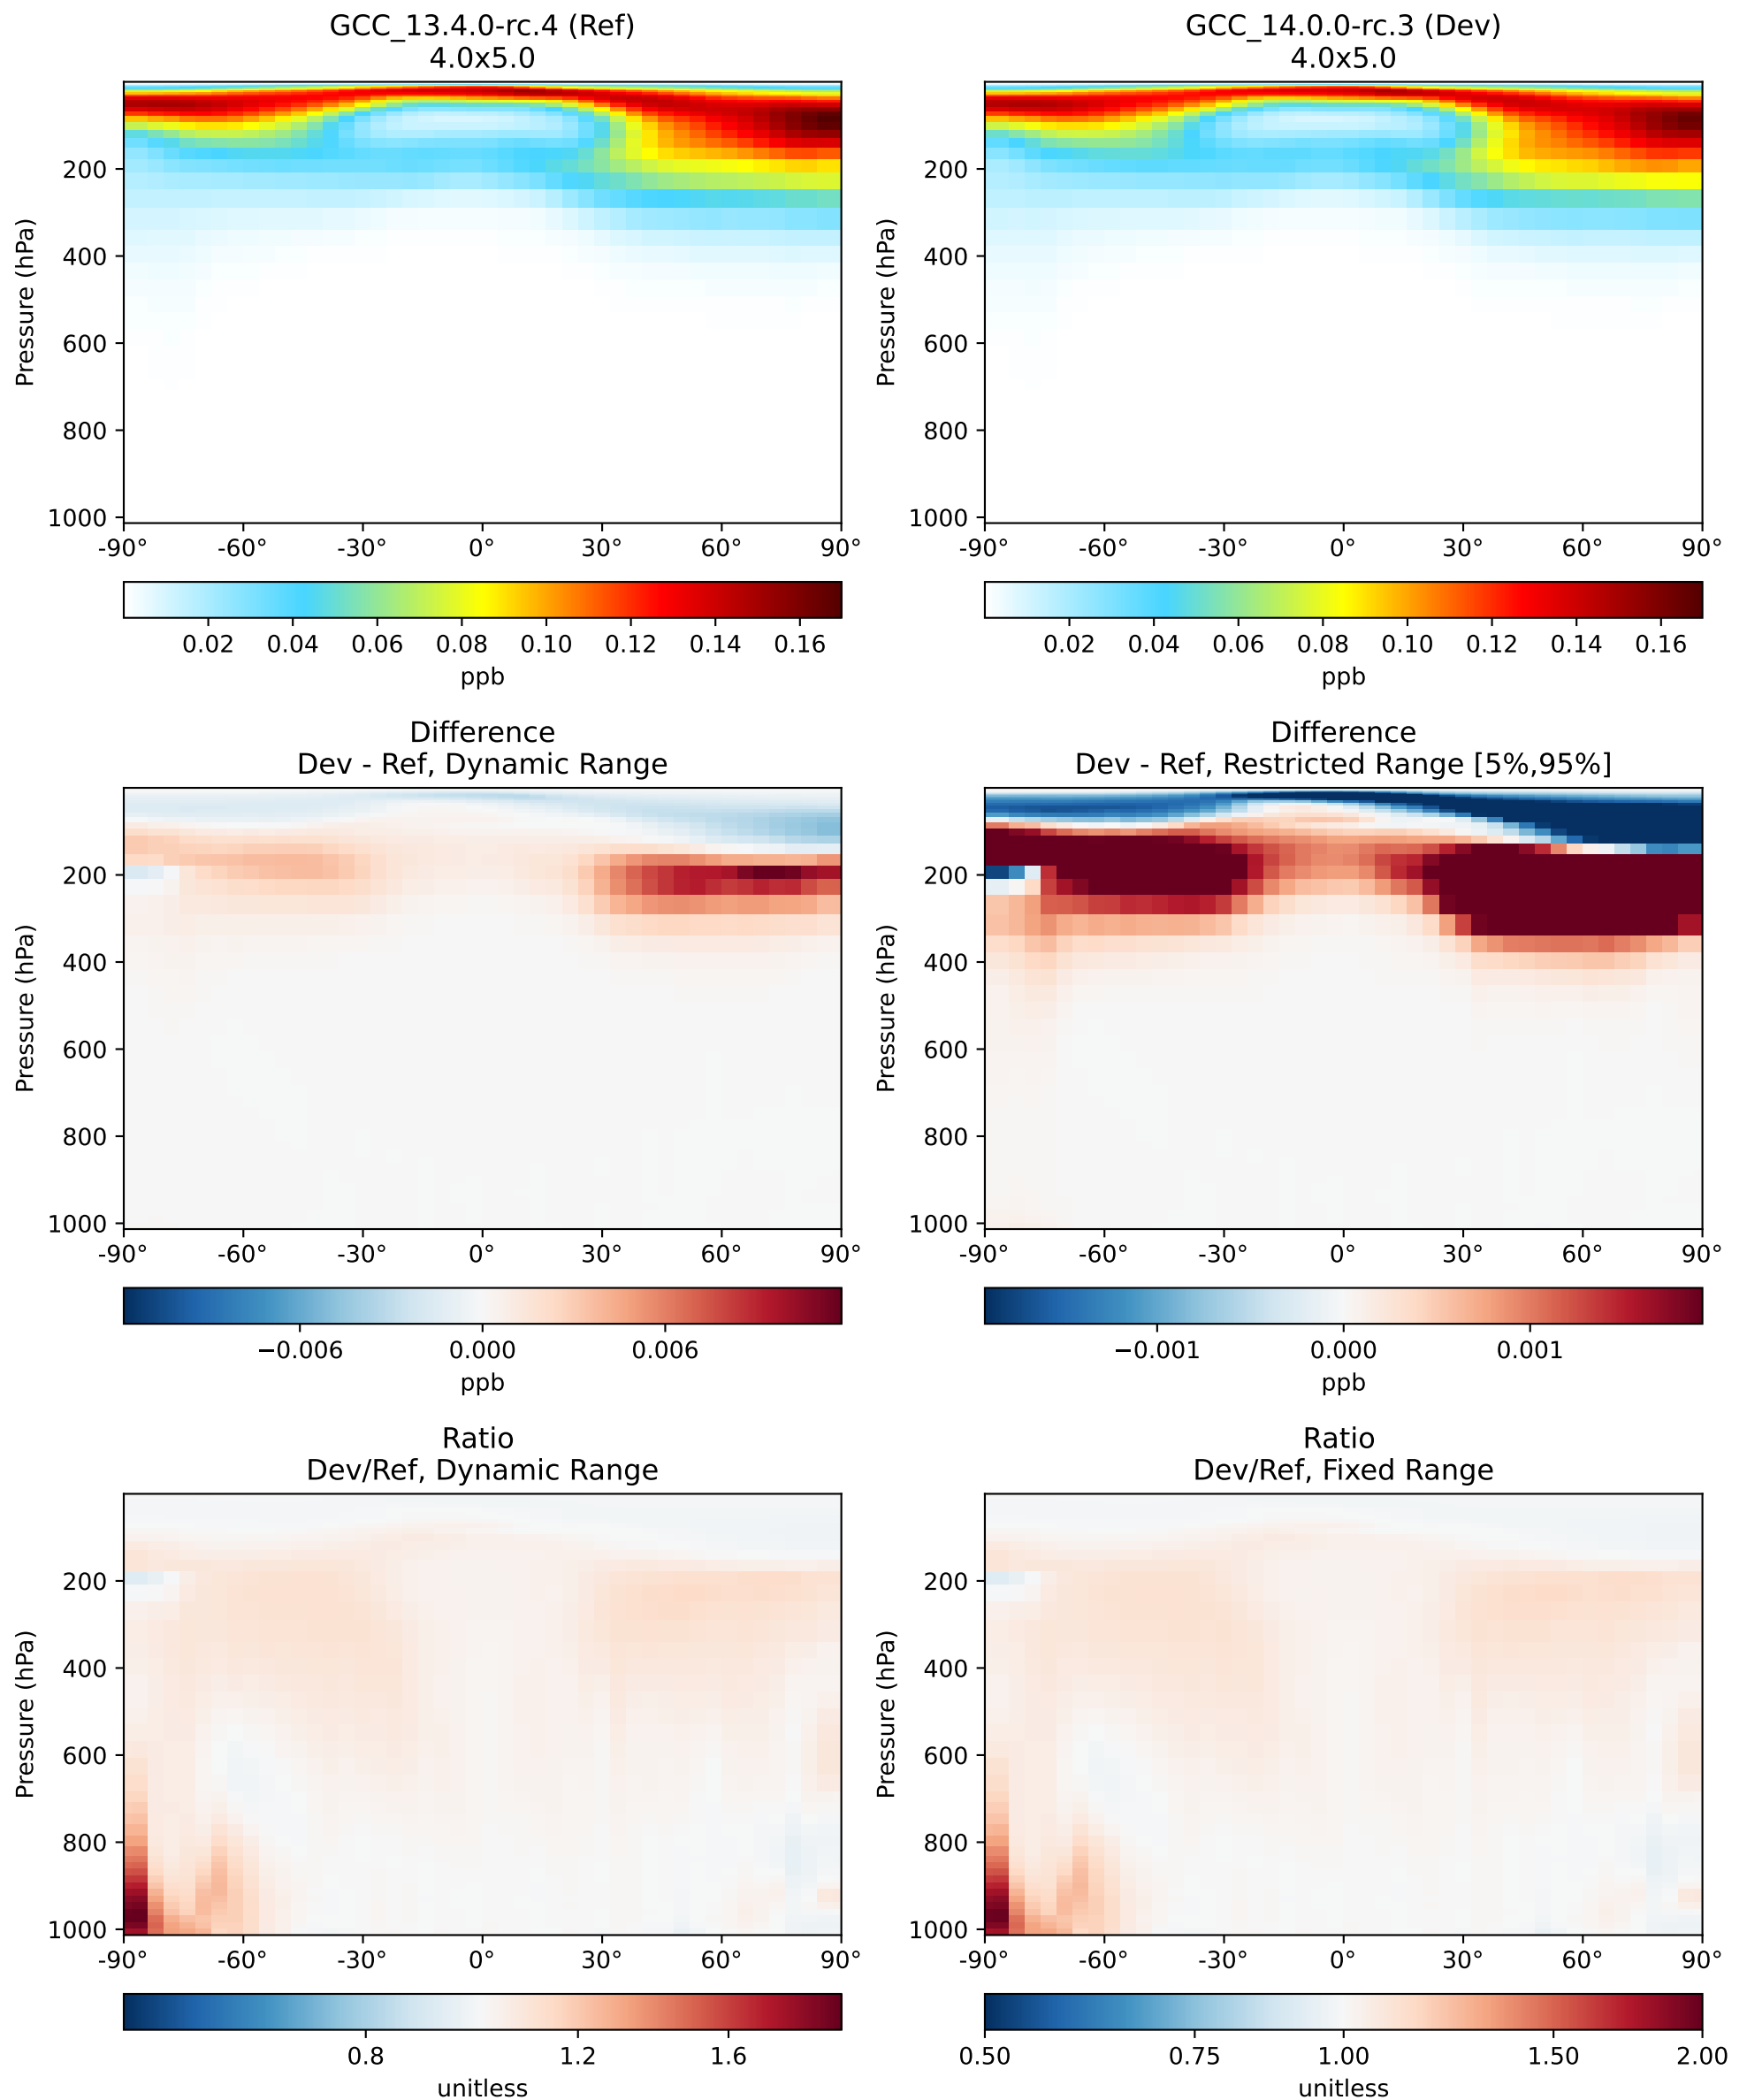 GCC_13.4.0-rc.4 (Ref)
4.0x5.0
Pressure (hPa)
200
400
600
800
1000
-90° -60° -30° 0° 30° 60° 90°
0.02 0.04 0.06 0.08 0.10 0.12 0.14 0.16
ppb
GCC_14.0.0-rc.3 (Dev)
4.0x5.0
Pressure (hPa)
200
400
600
800
1000
-90° -60° -30° 0° 30° 60° 90°
0.02 0.04 0.06 0.08 0.10 0.12 0.14 0.16
ppb
Difference
Dev - Ref, Dynamic Range
Pressure (hPa)
200
400
600
800
1000
-90° -60° -30° 0° 30° 60° 90°
−0.006 0.000 0.006
ppb
Difference
Dev - Ref, Restricted Range [5%,95%]
Pressure (hPa)
200
400
600
800
1000
-90° -60° -30° 0° 30° 60° 90°
−0.001 0.000 0.001
ppb
Ratio
Dev/Ref, Dynamic Range
Pressure (hPa)
200
400
600
800
1000
-90° -60° -30° 0° 30° 60° 90°
0.8 1.2 1.6
unitless
Ratio
Dev/Ref, Fixed Range
Pressure (hPa)
200
400
600
800
1000
-90° -60° -30° 0° 30° 60° 90°
0.50 0.75 1.00 1.50 2.00
unitless